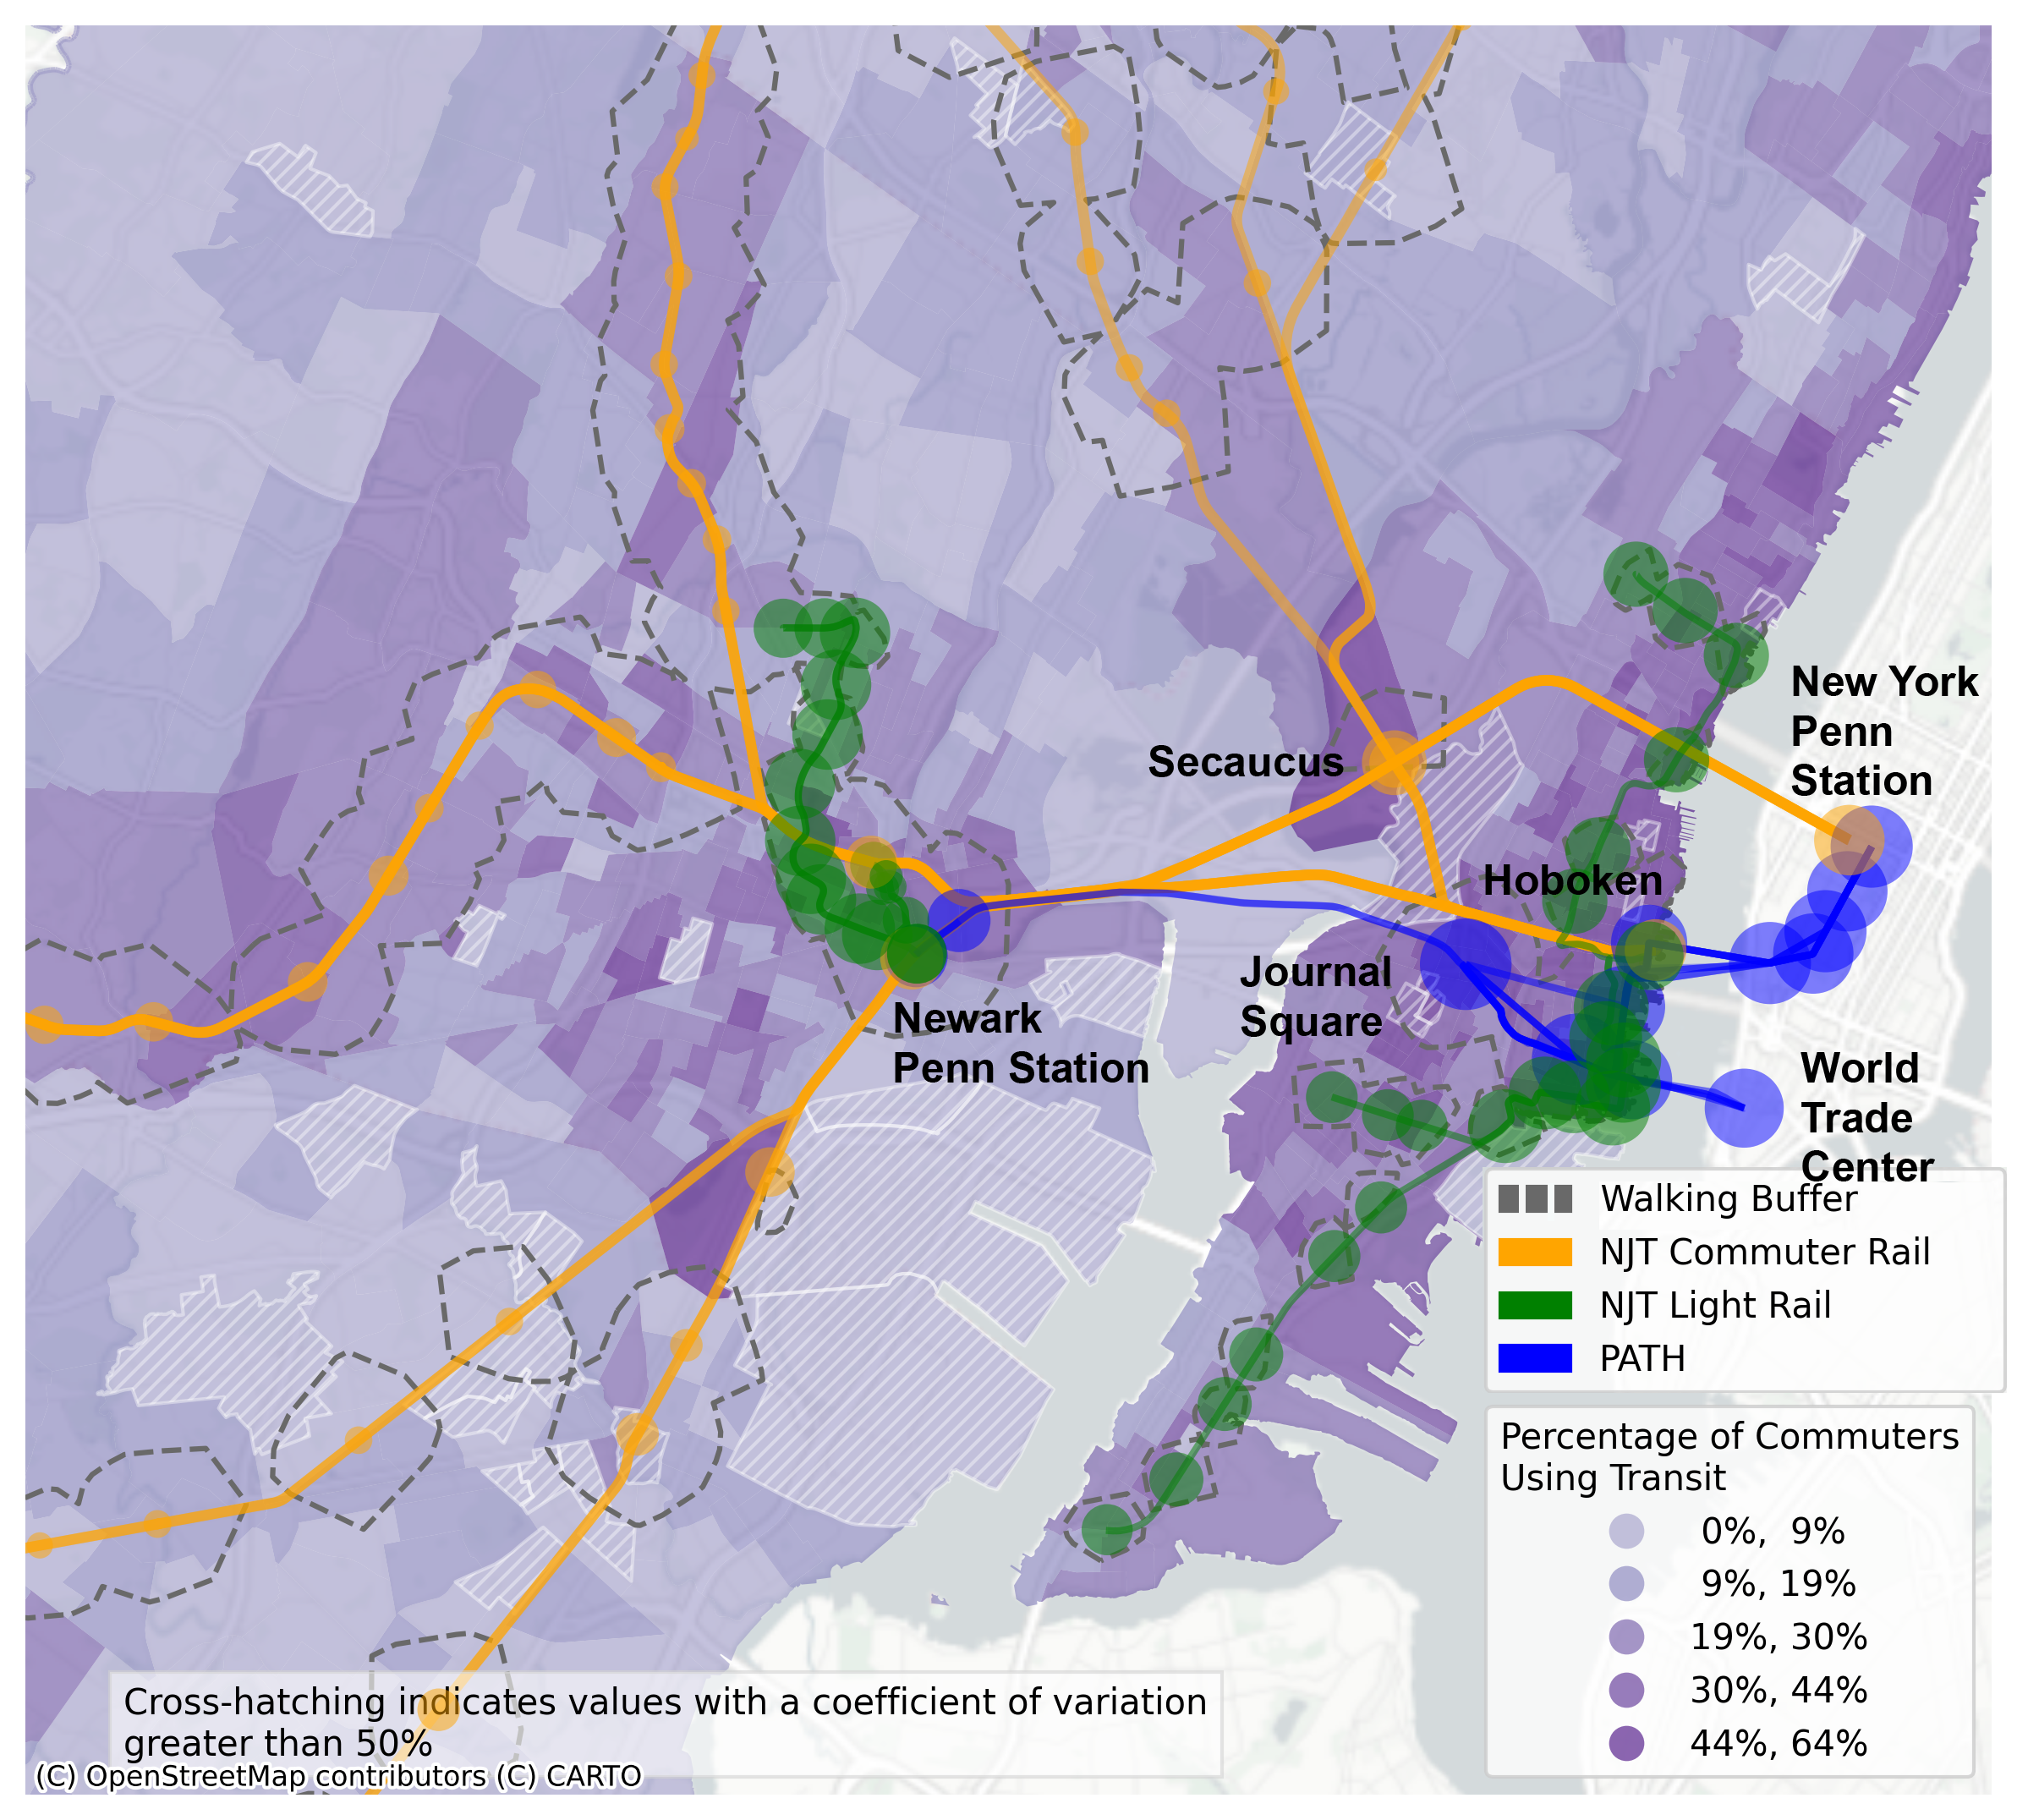 New York
Penn
Station
Secaucus
Hoboken
Journal
Square
Newark
Penn Station
World
Trade
Center
Walking Buffer
NJT Commuter Rail
NJT Light Rail
PATH
Percentage of Commuters
Using Transit
0%, 9%
9%, 19%
19%, 30%
30%, 44%
44%, 64%
Cross-hatching indicates values with a coefficient of variation
greater than 50%
(C) OpenStreetMap contributors (C) CARTO